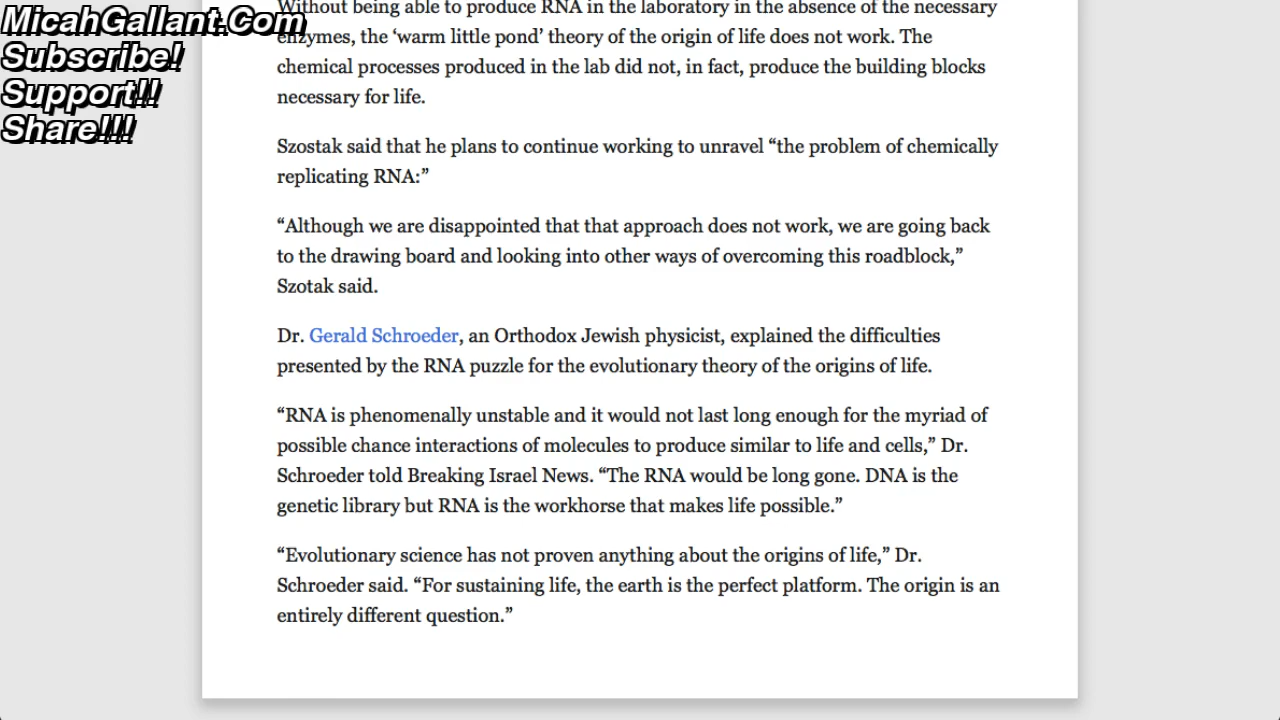 MicahGallant.Com
Subscribe!
Support!!
Share!!!
Without being able to produce RNA in the laboratory in the absence of the necessary
enzymes, the ‘warm little pond’ theory of the origin of life does not work. The
chemical processes produced in the lab did not, in fact, produce the building blocks
necessary for life.
Szostak said that he plans to continue working to unravel “the problem of chemically
replicating RNA:”
“Although we are disappointed that that approach does not work, we are going back
to the drawing board and looking into other ways of overcoming this roadblock,”
Szotak said.
Dr. Gerald Schroeder, an Orthodox Jewish physicist, explained the difficulties
presented by the RNA puzzle for the evolutionary theory of the origins of life.
“RNA is phenomenally unstable and it would not last long enough for the myriad of
possible chance interactions of molecules to produce similar to life and cells,” Dr.
Schroeder told Breaking Israel News. “The RNA would be long gone. DNA is the
genetic library but RNA is the workhorse that makes life possible.”
“Evolutionary science has not proven anything about the origins of life,” Dr.
Schroeder said. “For sustaining life, the earth is the perfect platform. The origin is an
entirely different question.”